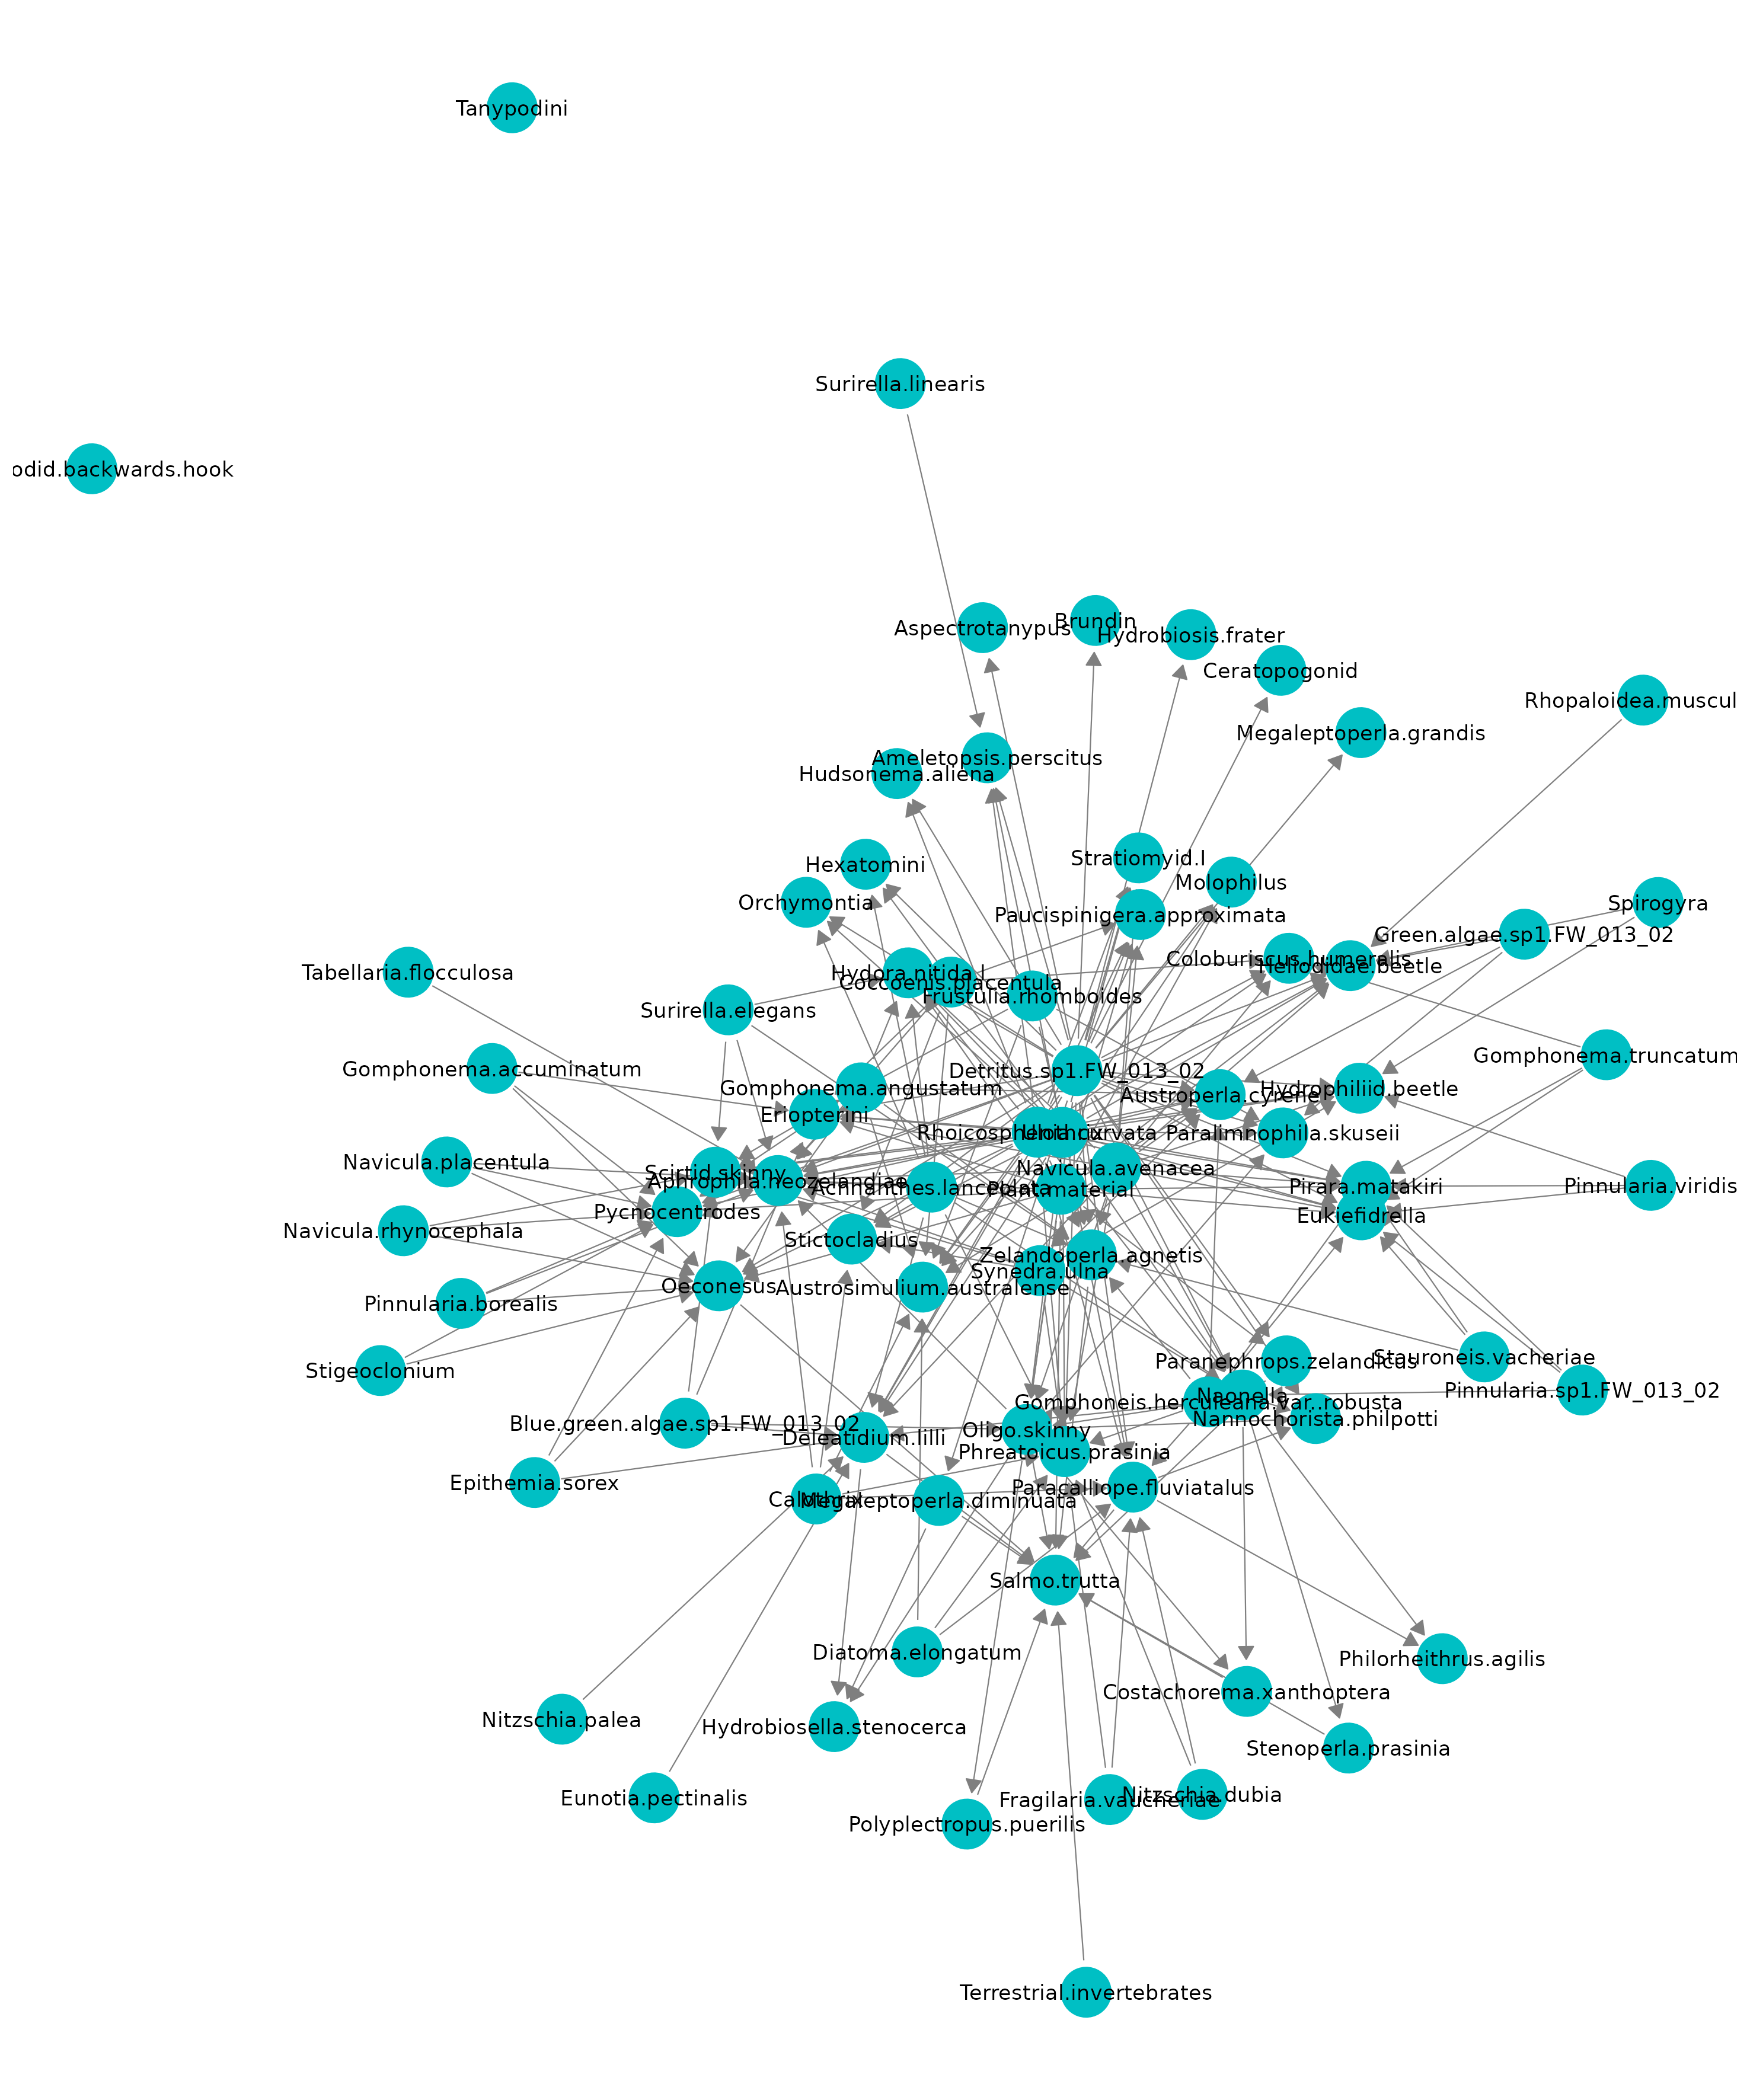 Tanypodini
Surirella.linearis
odid.backwards.hook
Brundin
Aspectrotanypus
Hydrobiosis.frater
Ceratopogonid
Rhopaloidea.muscul
Megaleptoperla.grandis
Ameletopsis.perscitus
Hudsonema.aliena
Stratiomyid.l
Hexatomini
Molophilus
Orchymontia
Spirogyra
Paucispinigera.approximata
Green.algae.sp1.FW_013_02
Coloburiscus.humeralis
Heliodidae.beetle
Tabellaria.flocculosa
Hydora.nitida.l
Coccoenis.placentula
Frustulia.rhomboides
Surirella.elegans
Gomphonema.truncatum
Gomphonema.accuminatum
Detritus.sp1.FW_013_02
Gomphonema.angustatum
Hydrophiliid.beetle
Austroperla.cyrene
Eriopterini
Rhoicosphenia.curvata
Ulothrix
Paralimnophila.skuseii
Navicula.placentula
Navicula.avenacea
Scirtid.skinny
Aphrophila.neozelandiae
Achnanthes.lanceolata
Plant.material
Pirara.matakiri
Pinnularia.viridis
Pycnocentrodes
Eukiefidrella
Navicula.rhynocephala
Stictocladius
Zelandoperla.agnetis
Synedra.ulna
Oeconesus
Austrosimulium.australense
Pinnularia.borealis
Stauroneis.vacheriae
Paranephrops.zelandicus
Stigeoclonium
Pinnularia.sp1.FW_013_02
Naonella
Gomphoneis.herculeana.var..robusta
Nannochorista.philpotti
Blue.green.algae.sp1.FW_013_02
Oligo.skinny
Deleatidium.lilli
Phreatoicus.prasinia
Epithemia.sorex
Paracalliope.fluviatalus
Calothrix
Megaleptoperla.diminuata
Salmo.trutta
Diatoma.elongatum
Philorheithrus.agilis
Costachorema.xanthoptera
Nitzschia.palea
Hydrobiosella.stenocerca
Stenoperla.prasinia
Nitzschia.dubia
Eunotia.pectinalis
Fragilaria.vaucheriae
Polyplectropus.puerilis
Terrestrial.invertebrates